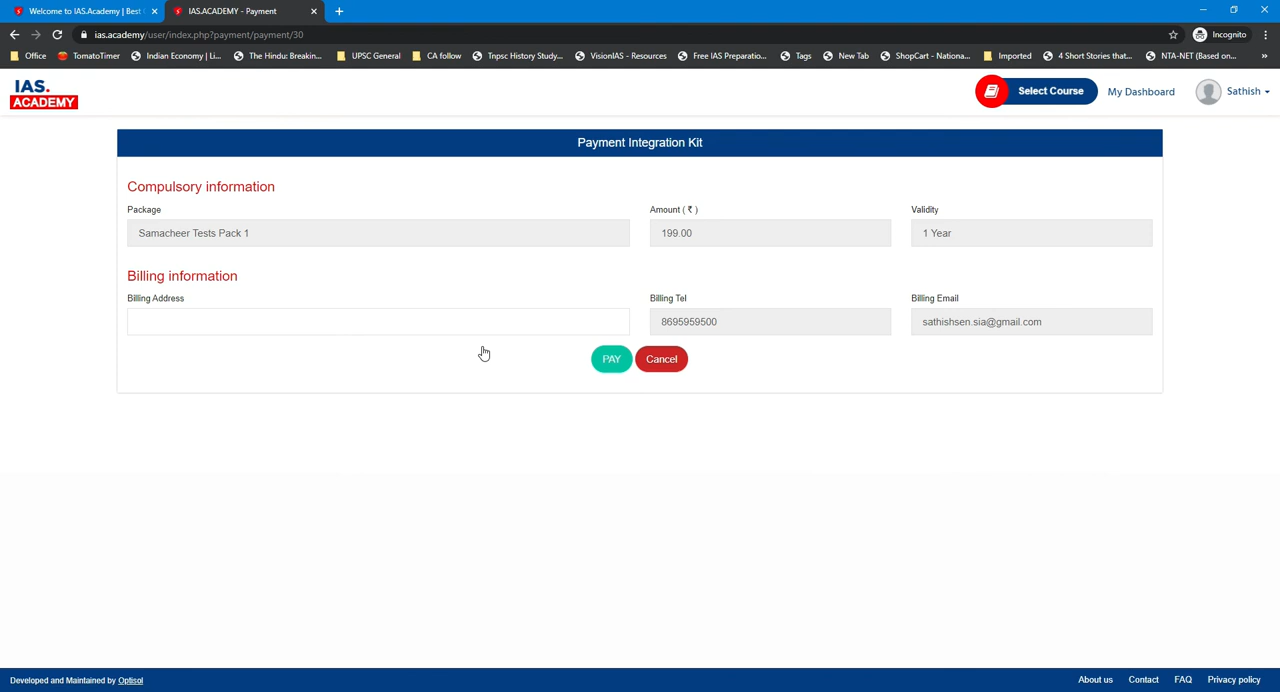 Welcome to IAS.Academy | Best
IAS.ACADEMY - Payment
ias.academy/user/index.php?payment/payment/30
Incognito
Office
TomatoTimer
Indian Economy | Li...
The Hindu: Breakin...
UPSC General
CA follow
Tnpsc History Study...
VisionIAS - Resources
Free IAS Preparatio...
Tags
New Tab
ShopCart - Nationa...
Imported
4 Short Stories that...
NTA-NET (Based on...
IAS.
ACADEMY
Select Course
My Dashboard
Sathish
Payment Integration Kit
Compulsory information
Package
Amount ( ₹ )
Validity
Samacheer Tests Pack 1
199.00
1 Year
Billing information
Billing Address
Billing Tel
Billing Email
8695959500
sathishsen.sia@gmail.com
PAY
Cancel
Developed and Maintained by Optisol
About us
Contact
FAQ
Privacy policy